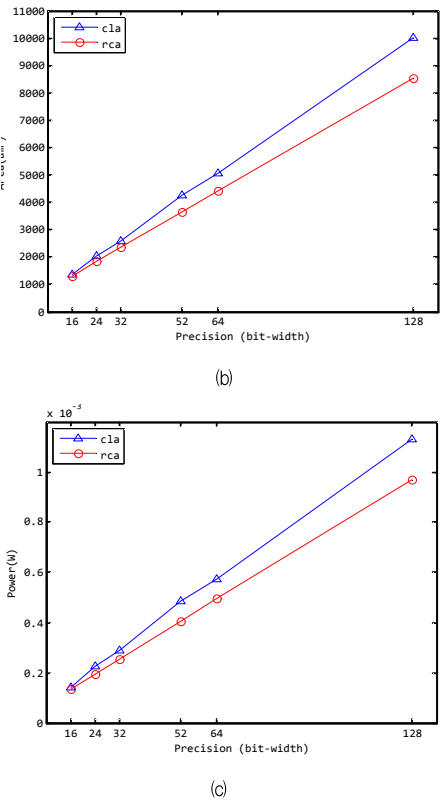 11000
10000
9000
8000
7000
6000
5000
4000
3000
2000
1000
0
cla
rca
16 24 32 52 64 128
Precision (bit-width)
(b)
x 10⁻³
1
0.8
0.6
0.4
0.2
0
Power(W)
cla
rca
16 24 32 52 64 128
Precision (bit-width)
(c)